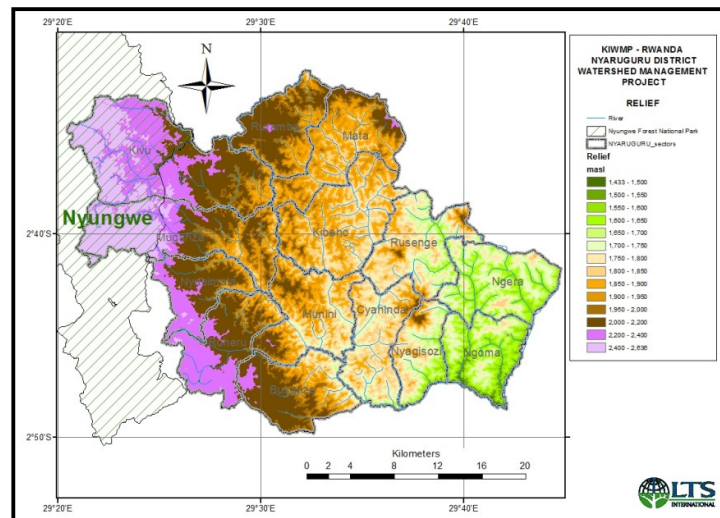 29°20'E
29°30'E
29°40'E
N
KIWMP - RWANDA
NYARUGURU DISTRICT
WATERSHED MANAGEMENT
PROJECT
RELIEF
River
Nyungwe Forest National Park
NYARUGURU_sectors
Relief
masl
1,433 - 1,500
1,500 - 1,550
1,550 - 1,600
1,600 - 1,650
1,650 - 1,700
1,700 - 1,750
1,750 - 1,800
1,800 - 1,850
1,850 - 1,900
1,900 - 1,950
1,950 - 2,000
2,000 - 2,200
2,200 - 2,400
2,400 - 2,636
Mata
Kivu
Nyungwe
2°40'S
2°40'S
Kibeho
Rusenge
Ngera
Munini
Cyahinda
Nyagisozi
Ngoma
2°50'S
2°50'S
Kilometers
0 2 4 8 12 16 20
29°20'E
29°30'E
29°40'E
LTS
INTERNATIONAL